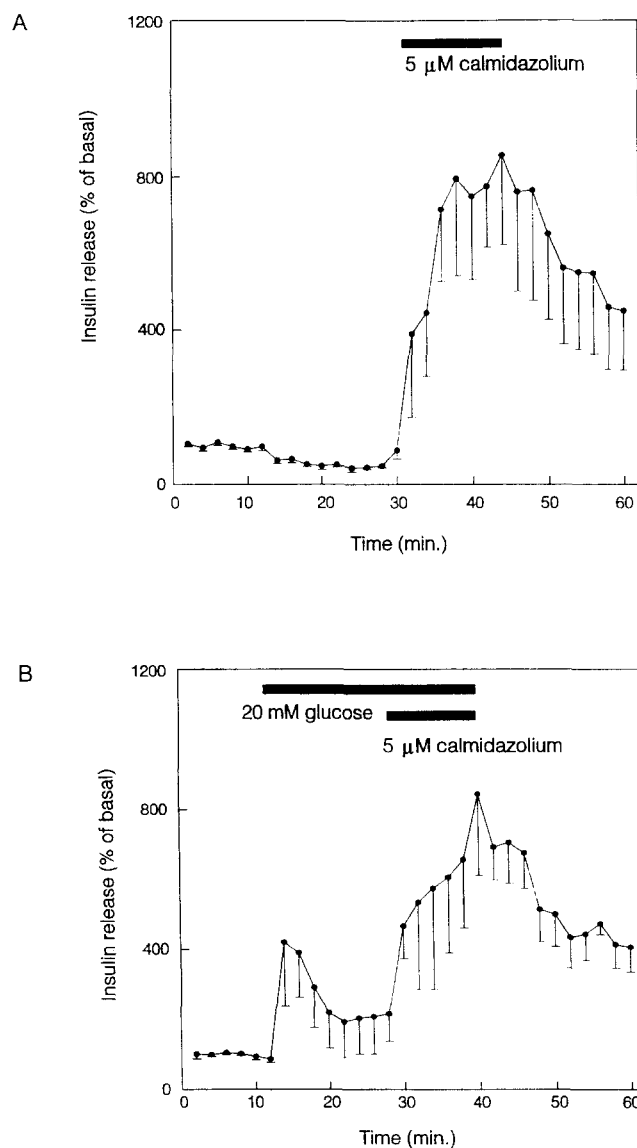 A
1200
5 μM calmidazolium
800
400
0
Insulin release (% of basal)
0 10 20 30 40 50 60
Time (min.)
B
1200
20 mM glucose
5 μM calmidazolium
800
400
0
Insulin release (% of basal)
0 10 20 30 40 50 60
Time (min.)